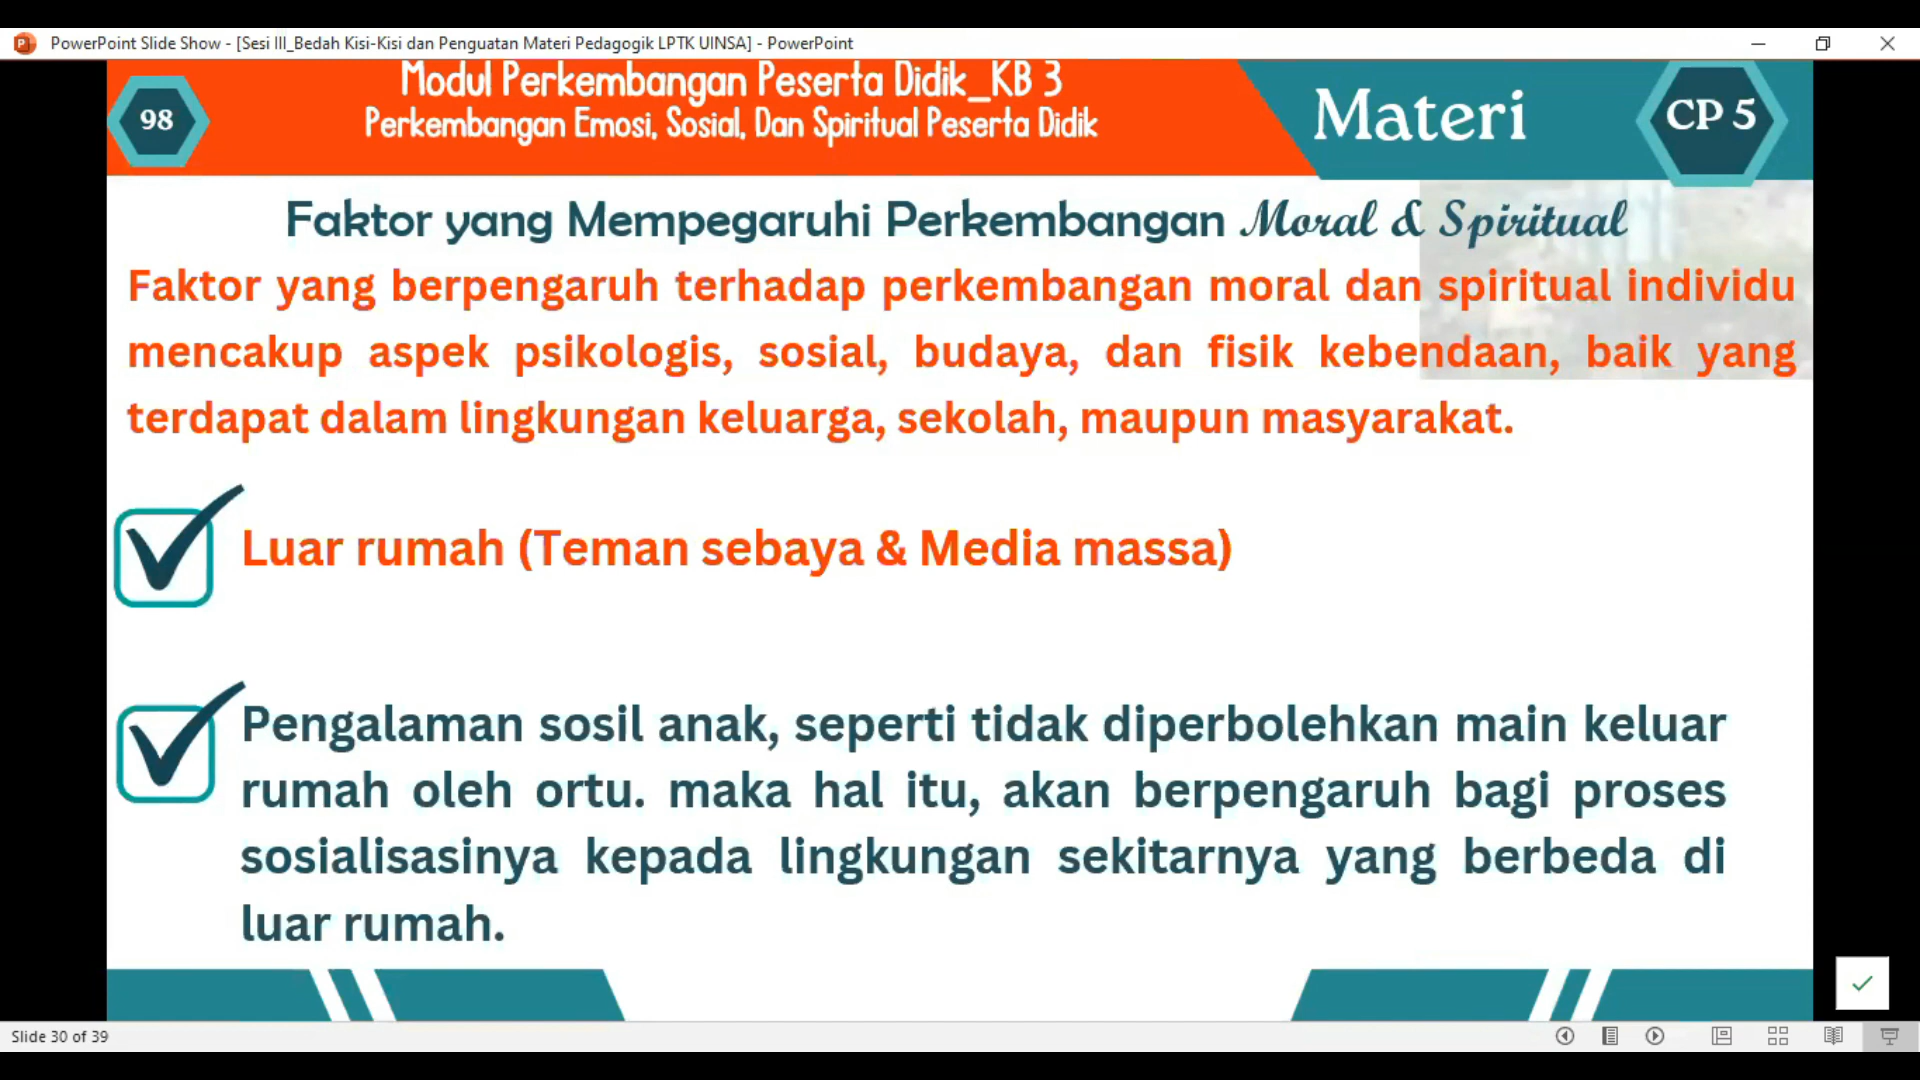 PowerPoint Slide Show - [Sesi III_Bedah Kisi-Kisi dan Penguatan Materi Pedagogik LPTK UINSA] - PowerPoint
98
Modul Perkembangan Peserta Didik_KB 3
Perkembangan Emosi, Sosial, Dan Spiritual Peserta Didik
Materi
CP 5
Faktor yang Mempegaruhi Perkembangan Moral & Spiritual
Faktor yang berpengaruh terhadap perkembangan moral dan spiritual individu
mencakup aspek psikologis, sosial, budaya, dan fisik kebendaan, baik yang
terdapat dalam lingkungan keluarga, sekolah, maupun masyarakat.
Luar rumah (Teman sebaya & Media massa)
Pengalaman sosil anak, seperti tidak diperbolehkan main keluar
rumah oleh ortu. maka hal itu, akan berpengaruh bagi proses
sosialisasinya kepada lingkungan sekitarnya yang berbeda di
luar rumah.
Slide 30 of 39